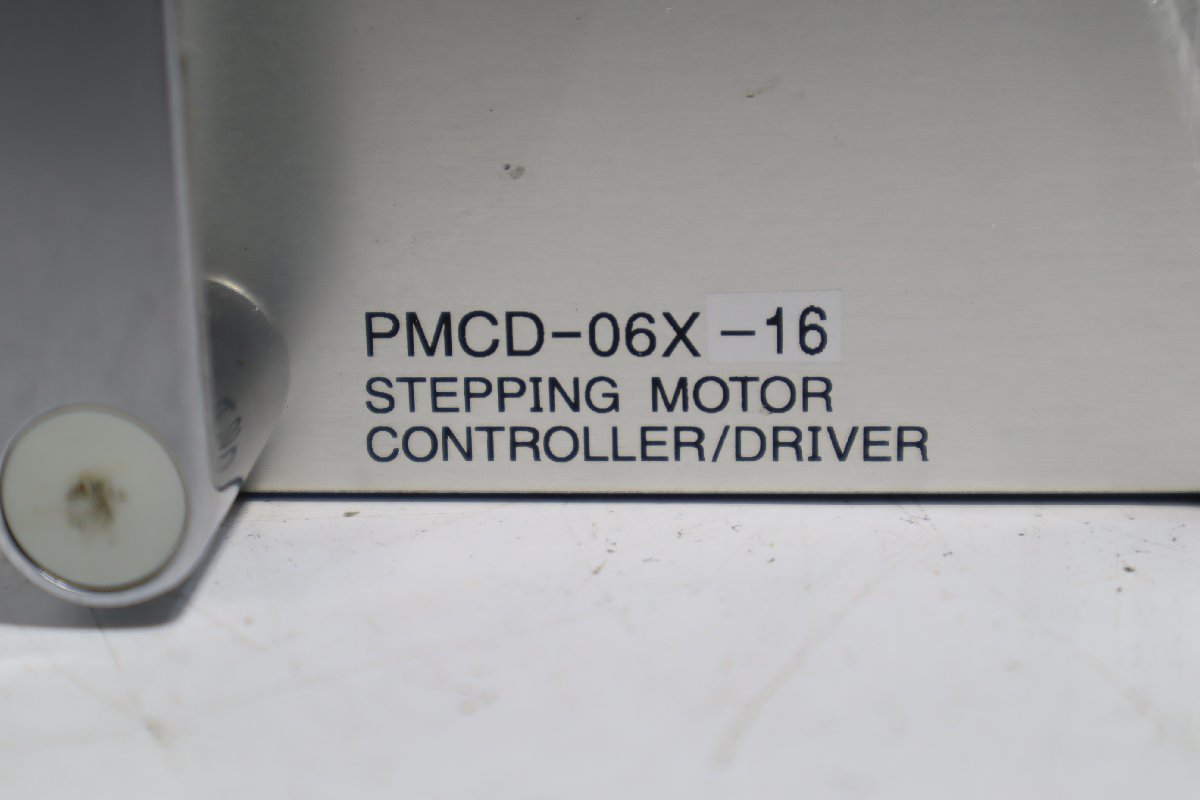 PMCD-06X -16
STEPPING MOTOR
CONTROLLER/DRIVER